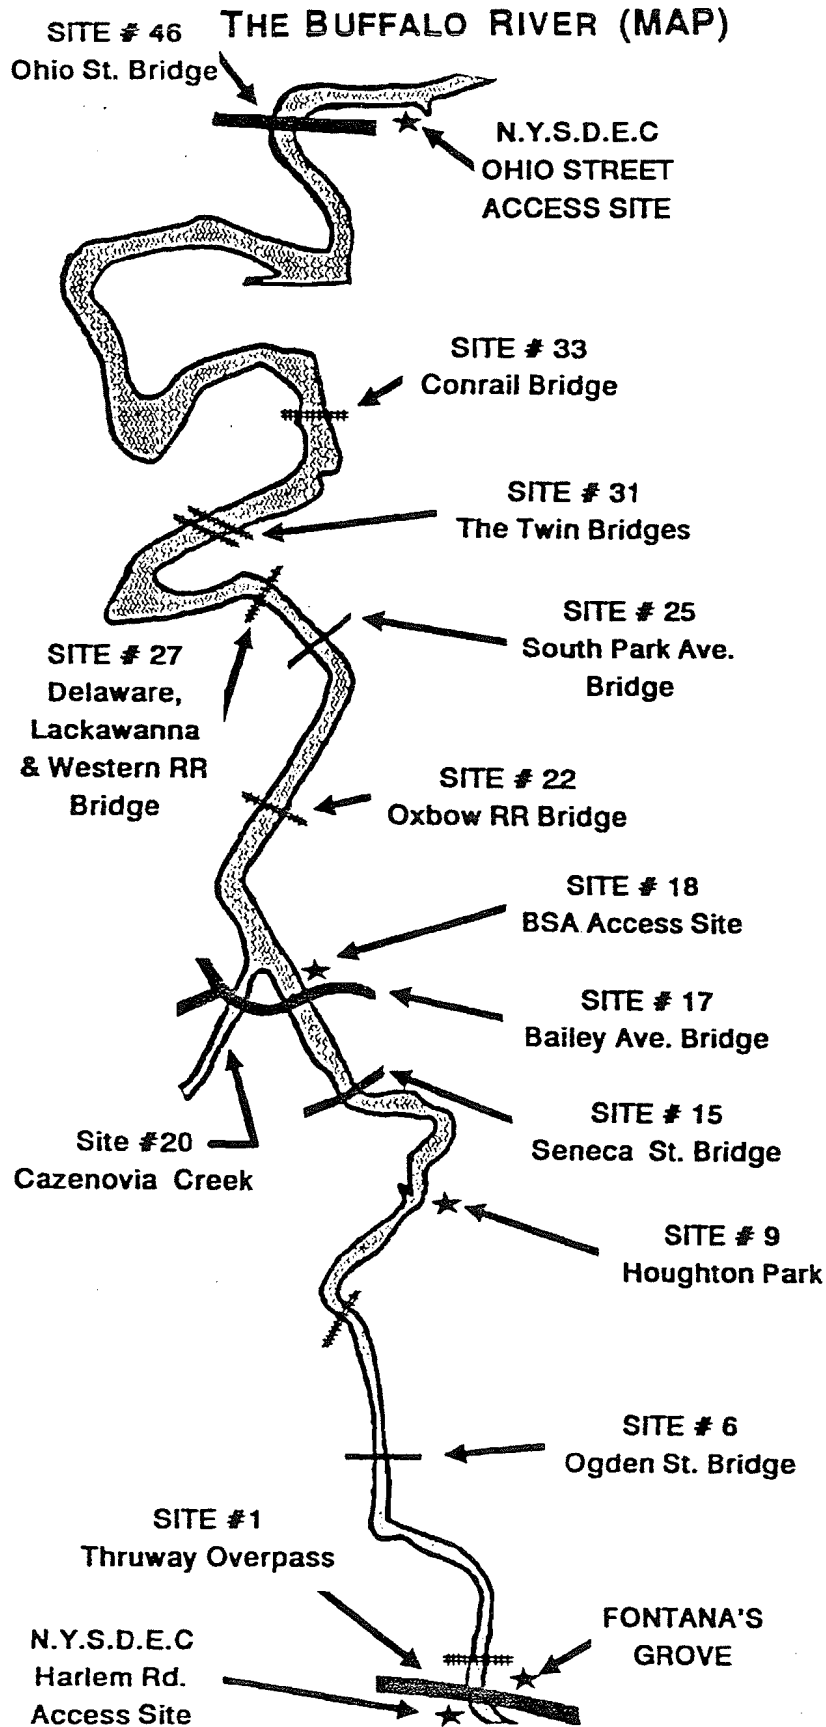 THE BUFFALO RIVER (MAP)
SITE # 46
Ohio St. Bridge
N.Y.S.D.E.C
OHIO STREET
ACCESS SITE
SITE # 33
Conrail Bridge
SITE # 31
The Twin Bridges
SITE # 25
South Park Ave.
Bridge
SITE # 27
Delaware,
Lackawanna
& Western RR
Bridge
SITE # 22
Oxbow RR Bridge
SITE # 18
BSA Access Site
SITE # 17
Bailey Ave. Bridge
SITE # 15
Seneca St. Bridge
Site #20
Cazenovia Creek
SITE # 9
Houghton Park
SITE # 6
Ogden St. Bridge
SITE #1
Thruway Overpass
FONTANA'S
GROVE
N.Y.S.D.E.C
Harlem Rd.
Access Site